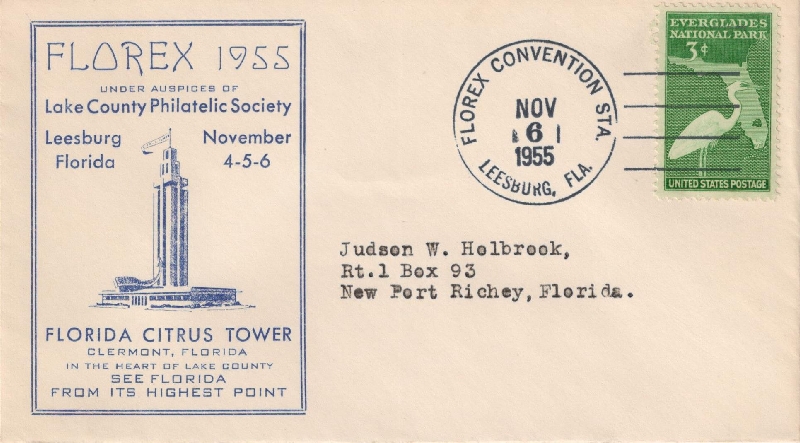 FLOREX 1955
UNDER AUSPICES OF
Lake County Philatelic Society
Leesburg November
Florida 4-5-6
FLORIDA CITRUS TOWER
CLERMONT, FLORIDA
IN THE HEART OF LAKE COUNTY
SEE FLORIDA
FROM ITS HIGHEST POINT
FLOREX CONVENTION STA.
NOV
6
1955
LEESBURG, FLA.
EVERGLADES
NATIONAL PARK
3¢
UNITED STATES POSTAGE
Judson W. Holbrook,
Rt.1 Box 93
New Port Richey,Florida.